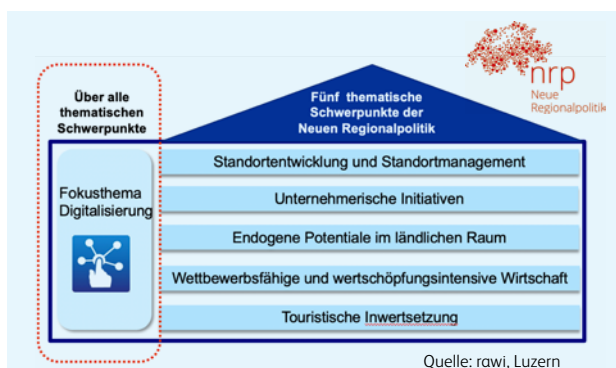 Über alle
thematischen
Schwerpunkte
Fünf thematische
Schwerpunkte der
Neuen Regionalpolitik
nrp
Neue
Regionalpolitik
Fokusthema
Digitalisierung
Standortentwicklung und Standortmanagement
Unternehmerische Initiativen
Endogene Potentiale im ländlichen Raum
Wettbewerbsfähige und wertschöpfungsintensive Wirtschaft
Touristische Inwertsetzung
Quelle: rawi, Luzern